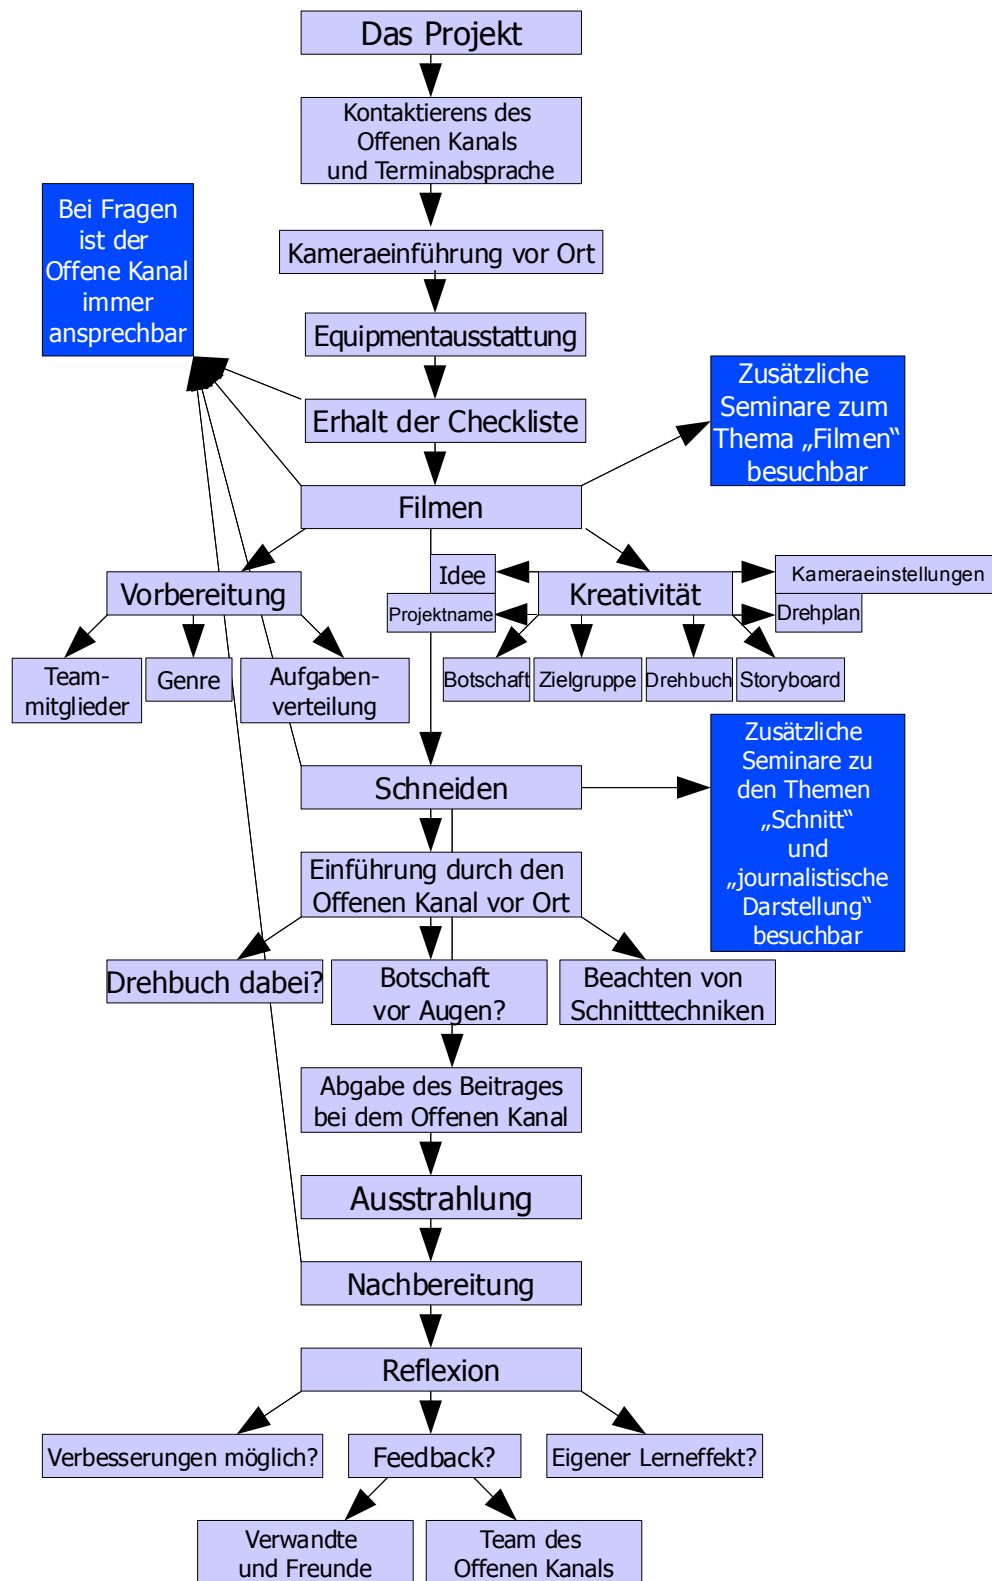 Das Projekt
Kontaktierens des
Offenen Kanals
und Terminabsprache
Bei Fragen
ist der
Offene Kanal
immer
ansprechbar
Kameraeinführung vor Ort
Equipmentausstattung
Zusätzliche
Seminare zum
Thema „Filmen“
besuchbar
Erhalt der Checkliste
Filmen
Vorbereitung
Idee
Kreativität
Kameraeinstellungen
Projektname
Drehplan
Team-
mitglieder
Genre
Aufgaben-
verteilung
Botschaft
Zielgruppe
Drehbuch
Storyboard
Schneiden
Zusätzliche
Seminare zu
den Themen
„Schnitt“
und
„journalistische
Darstellung“
besuchbar
Einführung durch den
Offenen Kanal vor Ort
Drehbuch dabei?
Botschaft
vor Augen?
Beachten von
Schnitttechniken
Abgabe des Beitrages
bei dem Offenen Kanal
Ausstrahlung
Nachbereitung
Reflexion
Verbesserungen möglich?
Feedback?
Eigener Lerneffekt?
Verwandte
und Freunde
Team des
Offenen Kanals